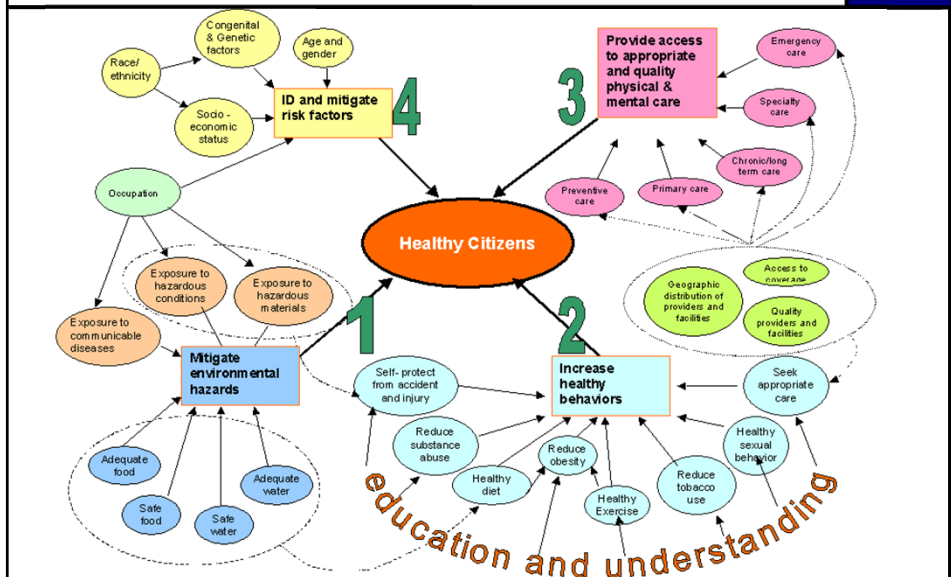 Congenital
& Genetic
factors
Age and
gender
Race/
ethnicity
ID and mitigate
risk factors
4
Socio -
economic
status
3
Provide access
to appropriate
and quality
physical &
mental care
Emergency
care
Specialty
care
Chronic/long
term care
Preventive
care
Primary care
Occupation
Healthy Citizens
Exposure to
hazardous
conditions
Exposure to
hazardous
materials
Exposure to
communicable
diseases
Geographic
distribution of
providers and
facilities
Access to
coverage
Quality
providers and
facilities
1
2
Mitigate
environmental
hazards
Self- protect
from accident
and injury
Increase
healthy
behaviors
Seek
appropriate
care
Reduce
substance
abuse
Healthy
diet
Reduce
obesity
Healthy
Exercise
Reduce
tobacco
use
Healthy
sexual
behavior
Adequate
food
Safe
food
Safe
water
Adequate
water
education and understanding